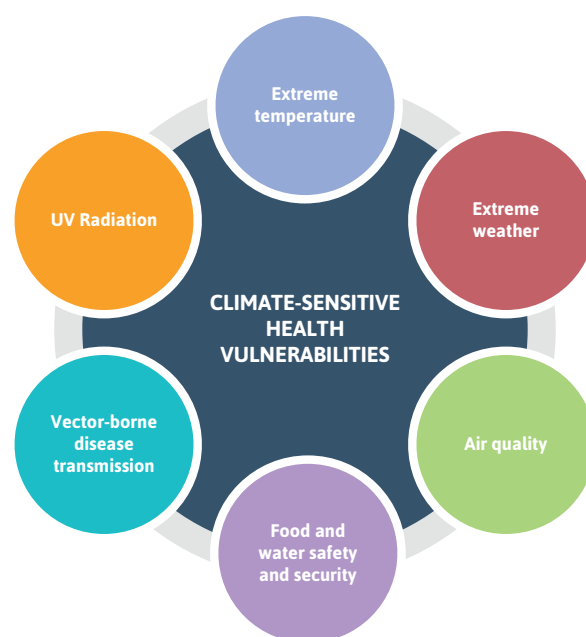 Extreme
temperature
Extreme
weather
UV Radiation
CLIMATE-SENSITIVE
HEALTH
VULNERABILITIES
Vector-borne
disease
transmission
Air quality
Food and
water safety
and security